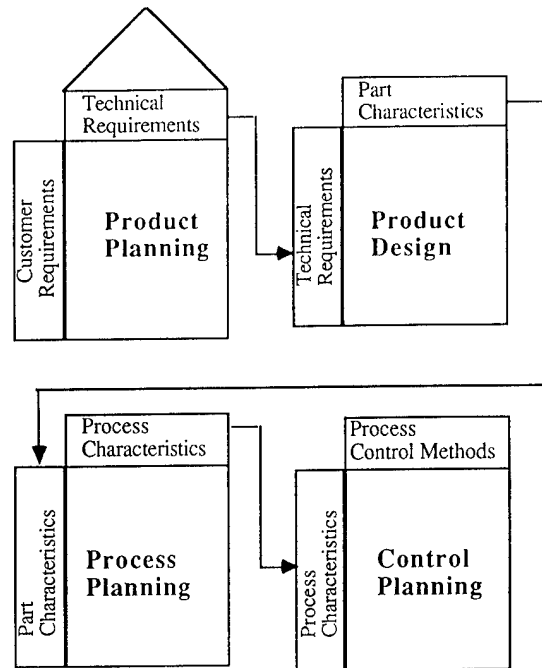 Technical
Requirements
Customer
Requirements
Product
Planning
Part
Characteristics
Technical
Requirements
Product
Design
Process
Characteristics
Part
Characteristics
Process
Planning
Process
Control Methods
Process
Characteristics
Control
Planning